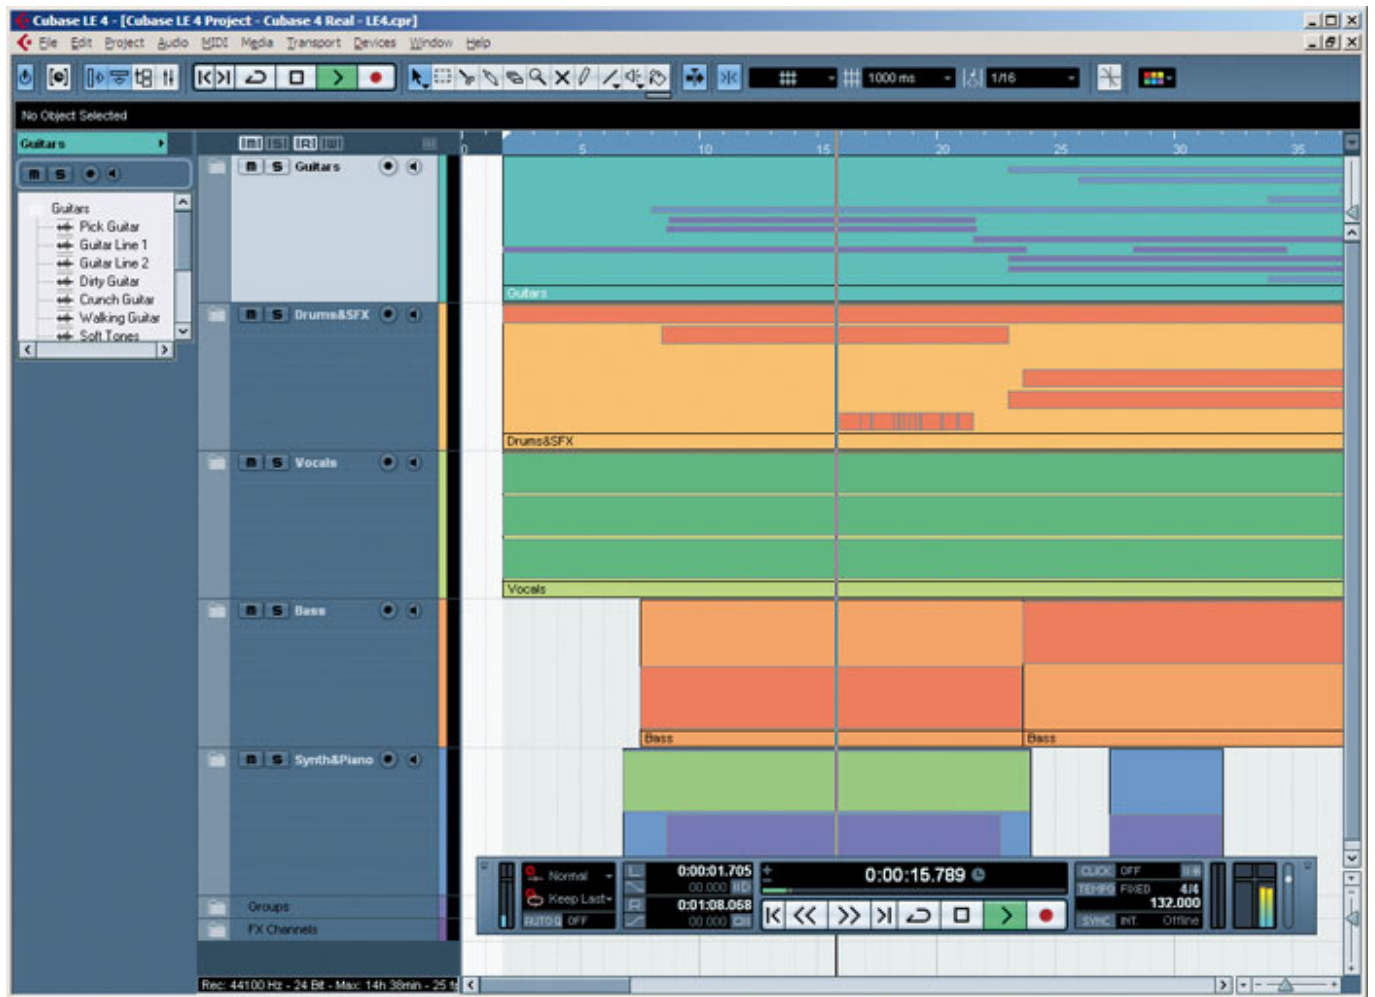 Cubase LE 4 - [Cubase LE 4 Project - Cubase 4 Real - LE4.cpr]
File Edit Project Audio MIDI Media Transport Devices Window Help
1000 ms 1/16
No Object Selected
Guitars
m S
Guitars
Pick Guitar
Guitar Line 1
Guitar Line 2
Dirty Guitar
Crunch Guitar
Walking Guitar
Soft Tones
[m] [S] [R] [W]
0 5 10 15 20 25 30 35
m S Guitars
Guitars
m S Drums&SFX
Drums&SFX
m S Vocals
Vocals
m S Bass
Bass Bass
m S Synth&Piano
Groups
FX Channels
Normal
Keep Last
AUTO Q OFF
L 0:00:01.705
00.000
R 0:01:08.068
00.000
0:00:15.789
CLICK OFF
TEMPO FIXED 4/4
132.000
SYNC INT. Offline
Rec: 44100 Hz - 24 Bit - Max: 14h 38min - 25